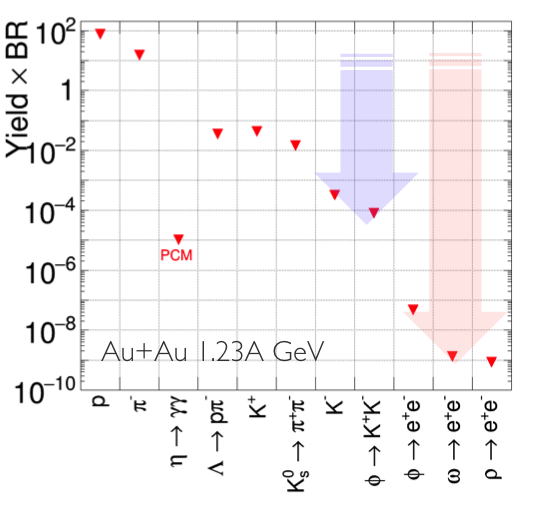 Yield × BR
10²
1
10⁻²
10⁻⁴
10⁻⁶
10⁻⁸
10⁻¹⁰
PCM
Au+Au 1.23A GeV
p
π⁻
η → γγ
Λ → pπ⁻
K⁺
K⁰ₛ → π⁺π⁻
K⁻
ϕ → K⁺K⁻
ϕ → e⁺e⁻
ω → e⁺e⁻
ρ → e⁺e⁻